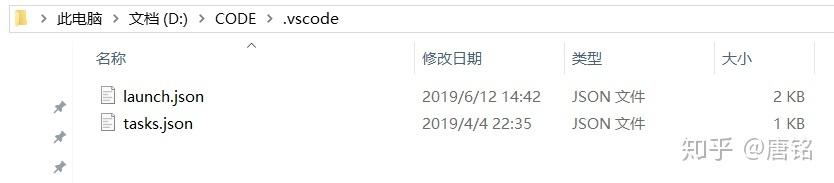 此电脑 > 文档 (D:) > CODE > .vscode
名称 修改日期 类型 大小
launch.json 2019/6/12 14:42 JSON 文件 2 KB
tasks.json 2019/4/4 22:35 JSON 文件 1 KB
知乎 @唐铭